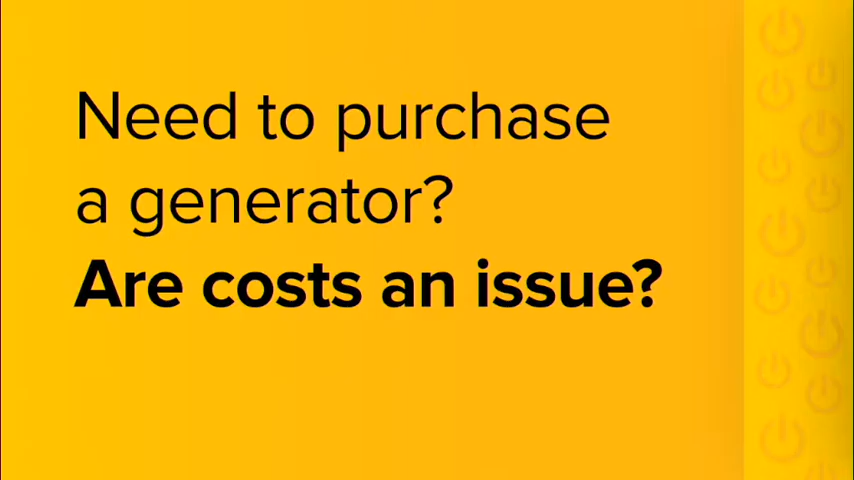 Need to purchase
a generator?
Are costs an issue?